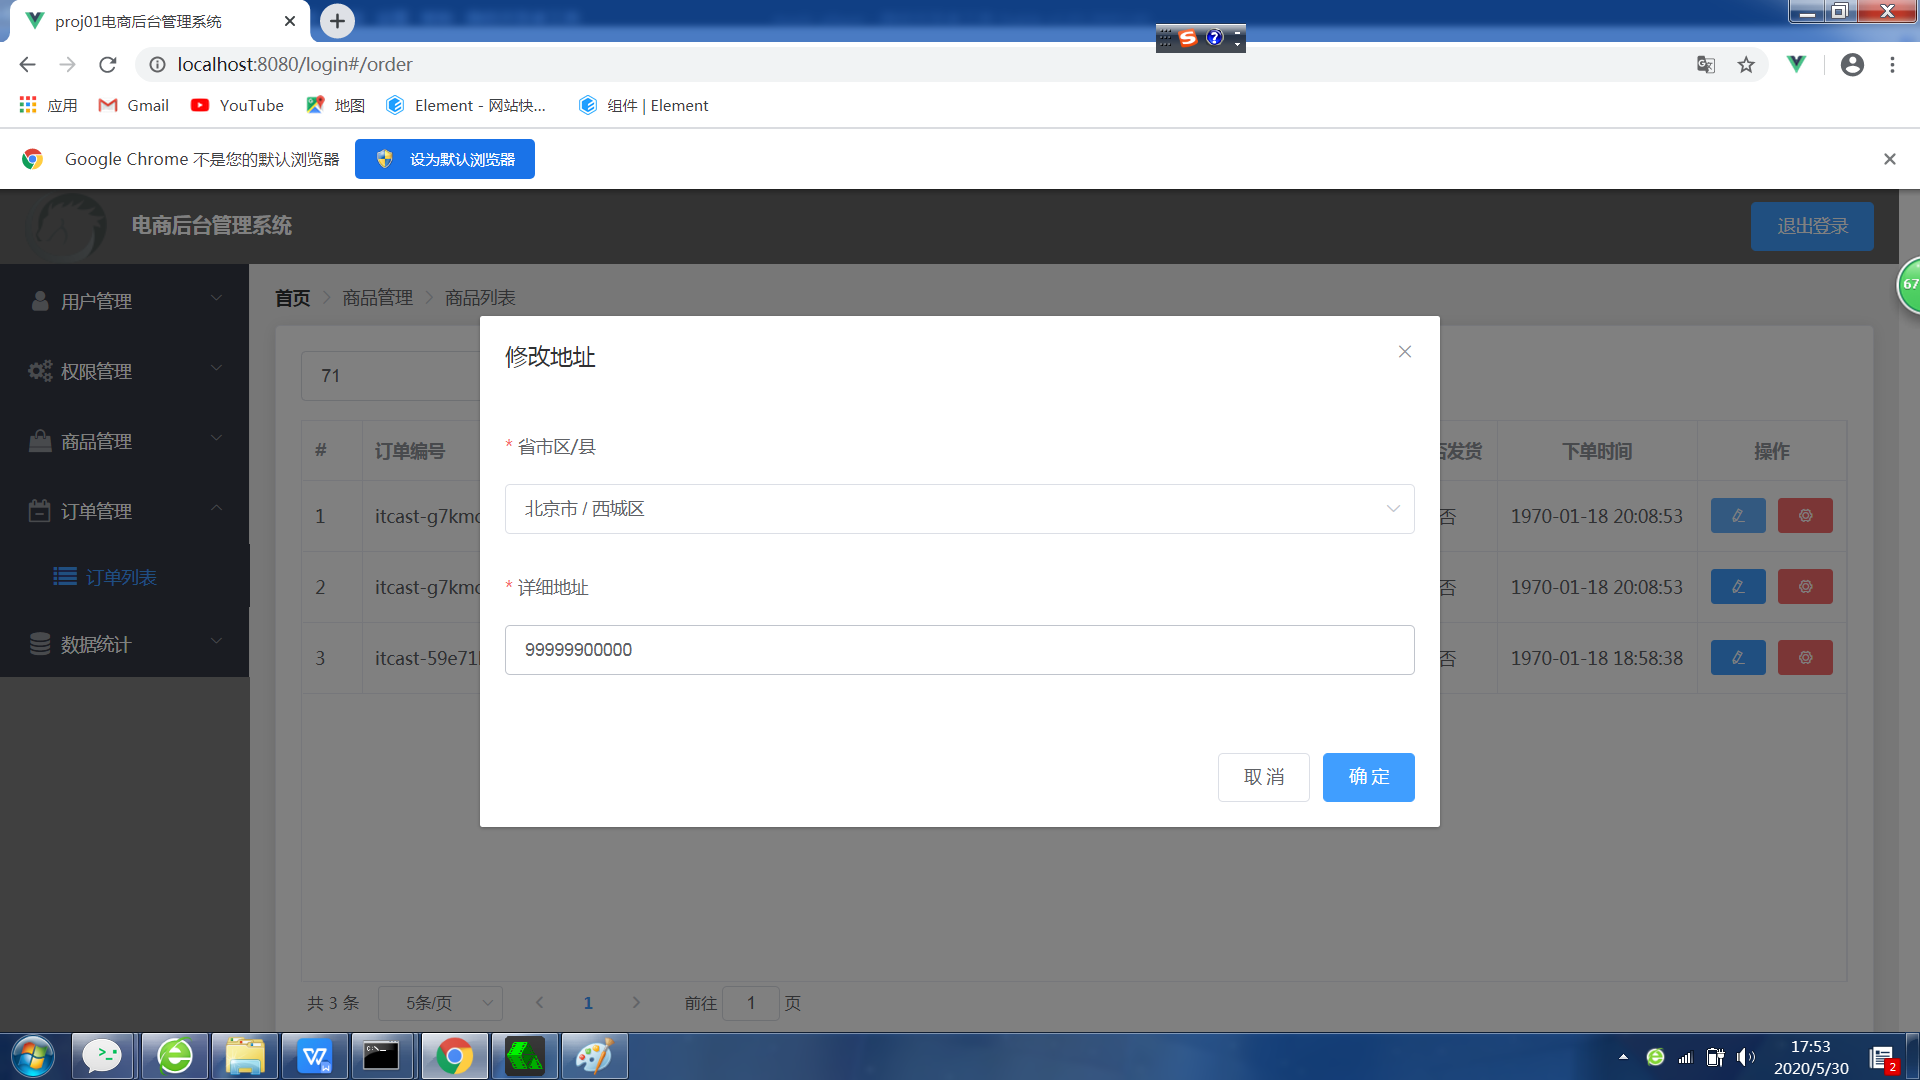 proj01电商后台管理系统
localhost:8080/login#/order
应用 Gmail YouTube 地图 Element - 网站快... 组件 | Element
Google Chrome 不是您的默认浏览器 设为默认浏览器
电商后台管理系统 退出登录
67
用户管理
权限管理
商品管理
订单管理
订单列表
数据统计
首页 商品管理 商品列表
71
# 订单编号 发货 下单时间 操作
1 itcast-g7kmc 否 1970-01-18 20:08:53
2 itcast-g7kmc 否 1970-01-18 20:08:53
3 itcast-59e71 否 1970-01-18 18:58:38
修改地址
* 省市区/县
北京市 / 西城区
* 详细地址
99999900000
取 消 确 定
共 3 条 5条/页 1 前往 1 页
17:53
2020/5/30
2